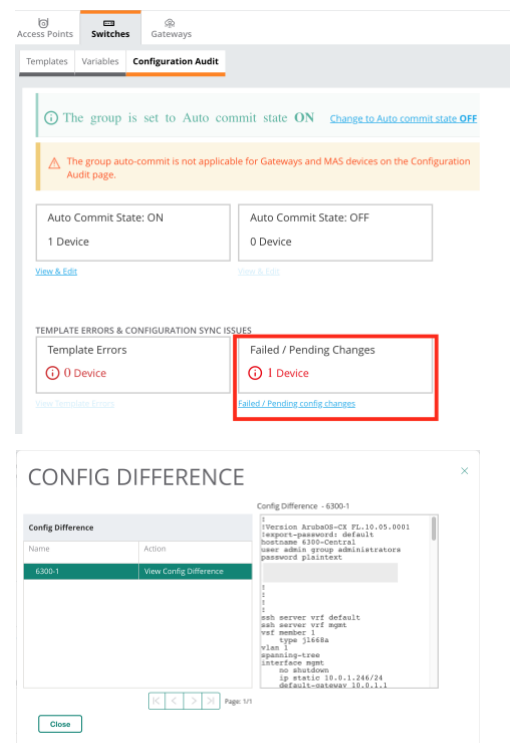 Access Points
Switches
Gateways
Templates
Variables
Configuration Audit
The group is set to Auto commit state ON
Change to Auto commit state OFF
The group auto-commit is not applicable for Gateways and MAS devices on the Configuration
Audit page.
Auto Commit State: ON
1 Device
View & Edit
Auto Commit State: OFF
0 Device
View & Edit
TEMPLATE ERRORS & CONFIGURATION SYNC ISSUES
Template Errors
0 Device
View Template Errors
Failed / Pending Changes
1 Device
Failed / Pending config changes
CONFIG DIFFERENCE
×
Config Difference
Name
Action
6300-1
View Config Difference
Config Difference - 6300-1
!
!Version ArubaOS-CX FL.10.05.0001
!export-password: default
hostname 6300-Central
user admin group administrators
password plaintext
!
!
!
!
ssh server vrf default
ssh server vrf mgmt
vsf member 1
type jl668a
vlan 1
spanning-tree
interface mgmt
no shutdown
ip static 10.0.1.246/24
default-gateway 10.0.1.1
Page: 1/1
Close